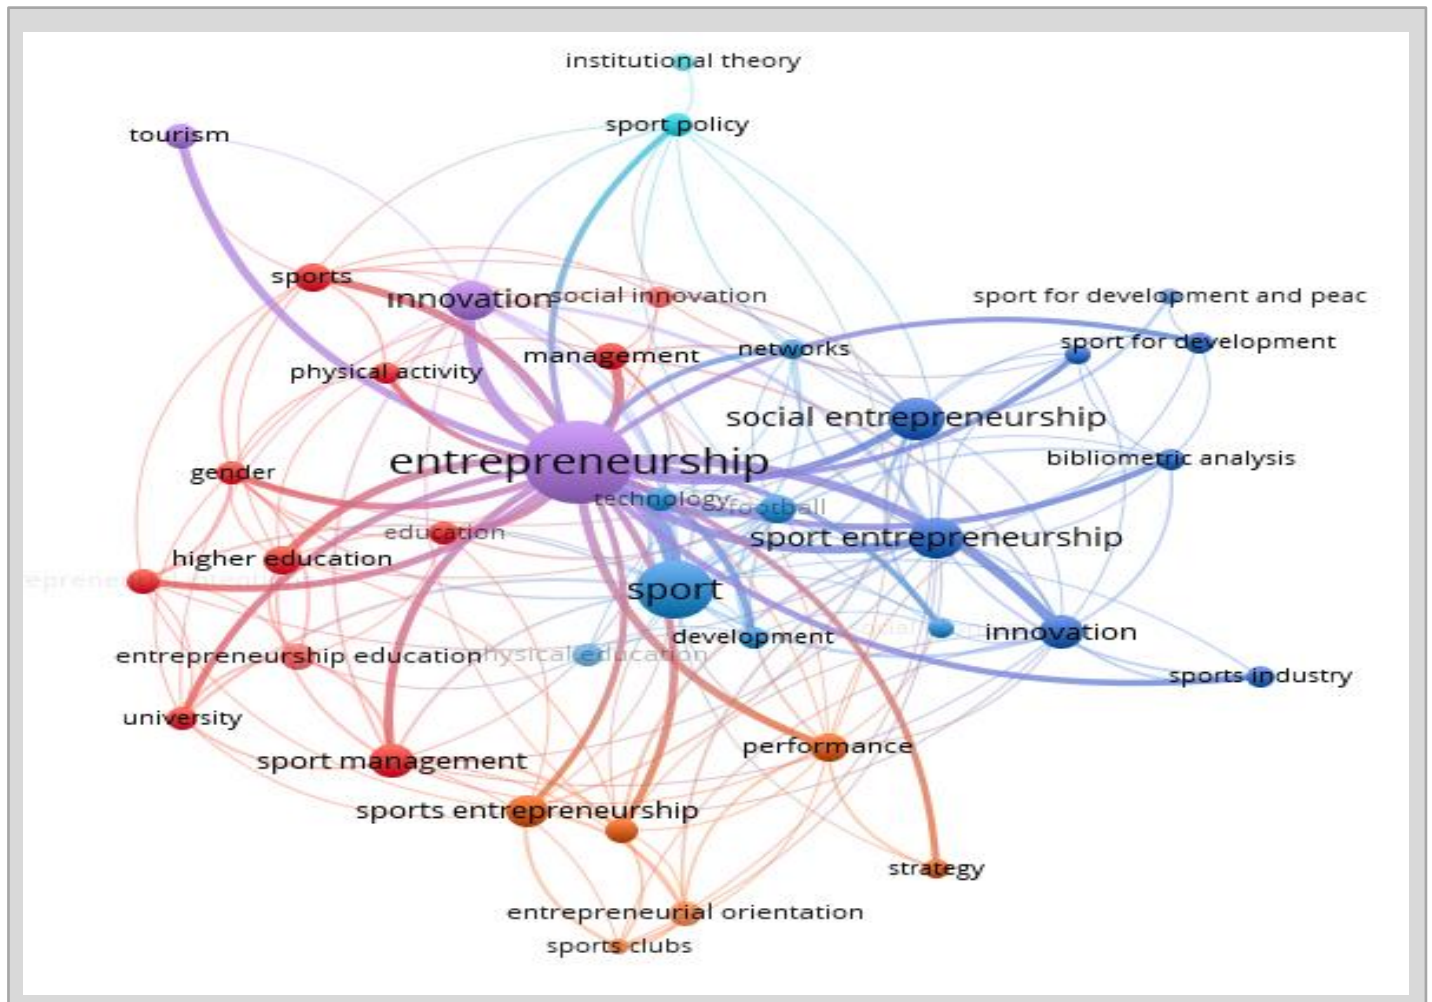 institutional theory
sport policy
tourism
sports
innovation
social innovation
sport for development and peac
management
networks
sport for development
physical activity
social entrepreneurship
entrepreneurship
bibliometric analysis
gender
technology
football
education
sport entrepreneurship
higher education
sport
development
innovation
entrepreneurship education
physical education
sports industry
university
performance
sport management
sports entrepreneurship
strategy
entrepreneurial orientation
sports clubs